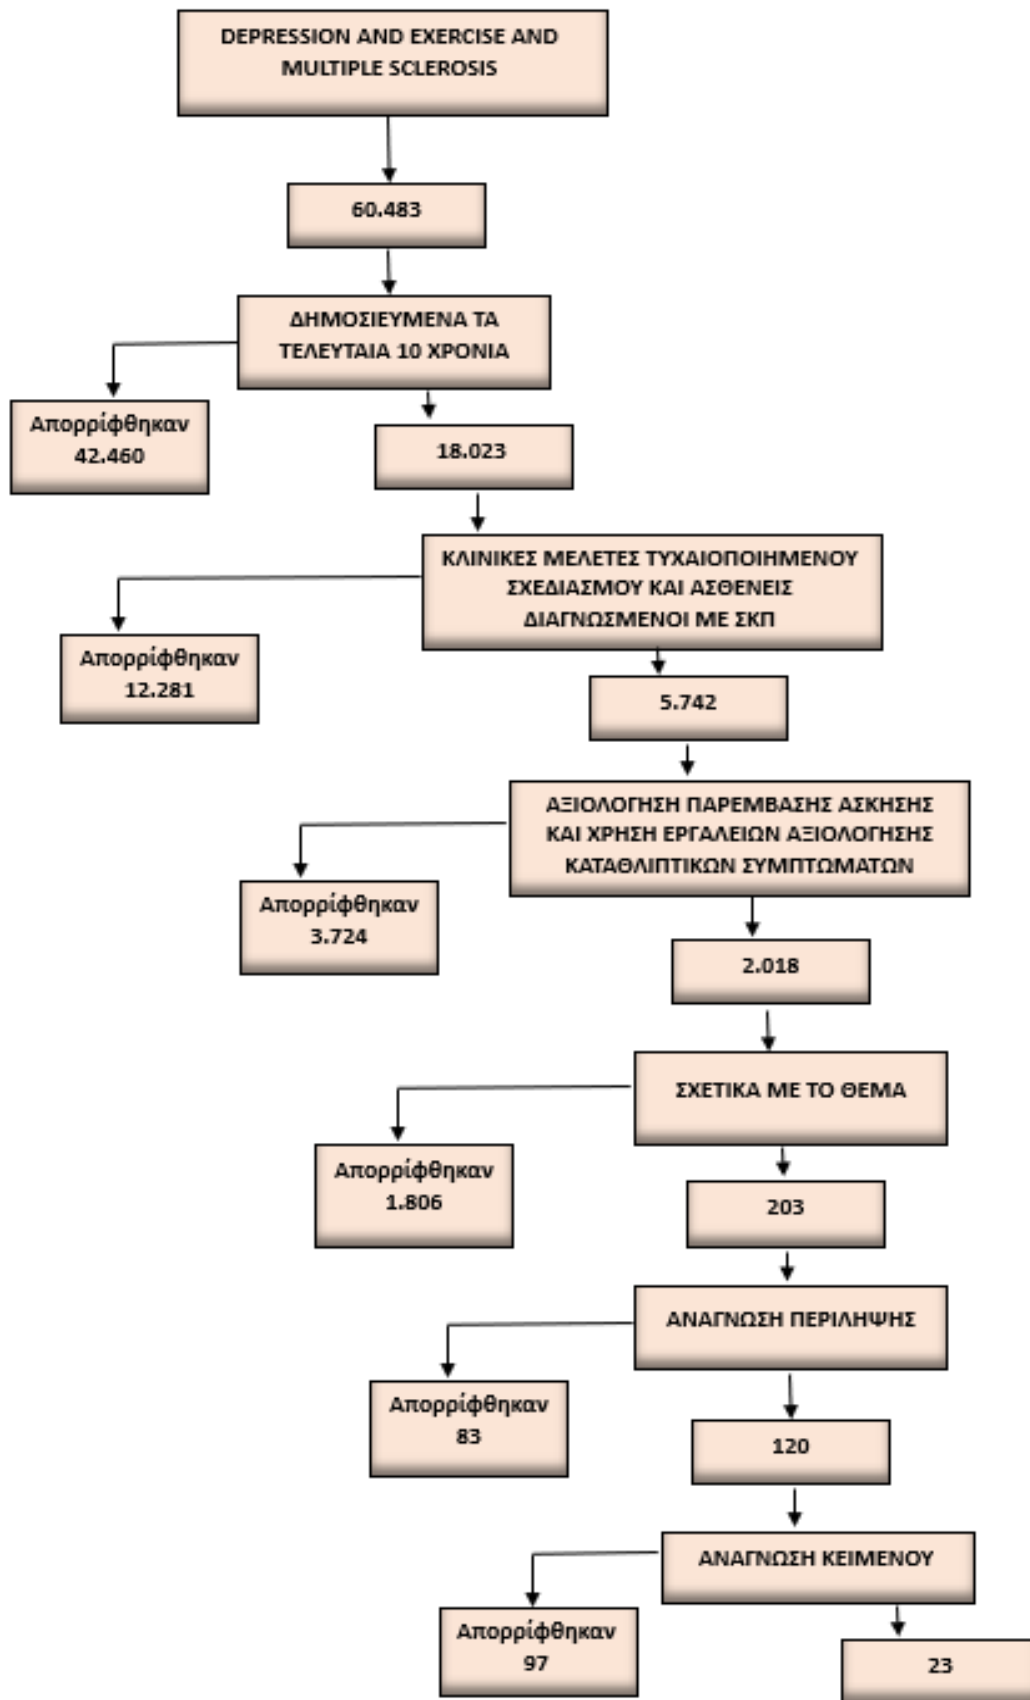 DEPRESSION AND EXERCISE AND
MULTIPLE SCLEROSIS
60.483
ΔΗΜΟΣΙΕΥΜΕΝΑ ΤΑ
ΤΕΛΕΥΤΑΙΑ 10 ΧΡΟΝΙΑ
Απορρίφθηκαν
42.460
18.023
ΚΛΙΝΙΚΕΣ ΜΕΛΕΤΕΣ ΤΥΧΑΙΟΠΟΙΗΜΕΝΟΥ
ΣΧΕΔΙΑΣΜΟΥ ΚΑΙ ΑΣΘΕΝΕΙΣ
ΔΙΑΓΝΩΣΜΕΝΟΙ ΜΕ ΣΚΠ
Απορρίφθηκαν
12.281
5.742
ΑΞΙΟΛΟΓΗΣΗ ΠΑΡΕΜΒΑΣΗΣ ΑΣΚΗΣΗΣ
ΚΑΙ ΧΡΗΣΗ ΕΡΓΑΛΕΙΩΝ ΑΞΙΟΛΟΓΗΣΗΣ
ΚΑΤΑΘΛΙΠΤΙΚΩΝ ΣΥΜΠΤΩΜΑΤΩΝ
Απορρίφθηκαν
3.724
2.018
ΣΧΕΤΙΚΑ ΜΕ ΤΟ ΘΕΜΑ
Απορρίφθηκαν
1.806
203
ΑΝΑΓΝΩΣΗ ΠΕΡΙΛΗΨΗΣ
Απορρίφθηκαν
83
120
ΑΝΑΓΝΩΣΗ ΚΕΙΜΕΝΟΥ
Απορρίφθηκαν
97
23